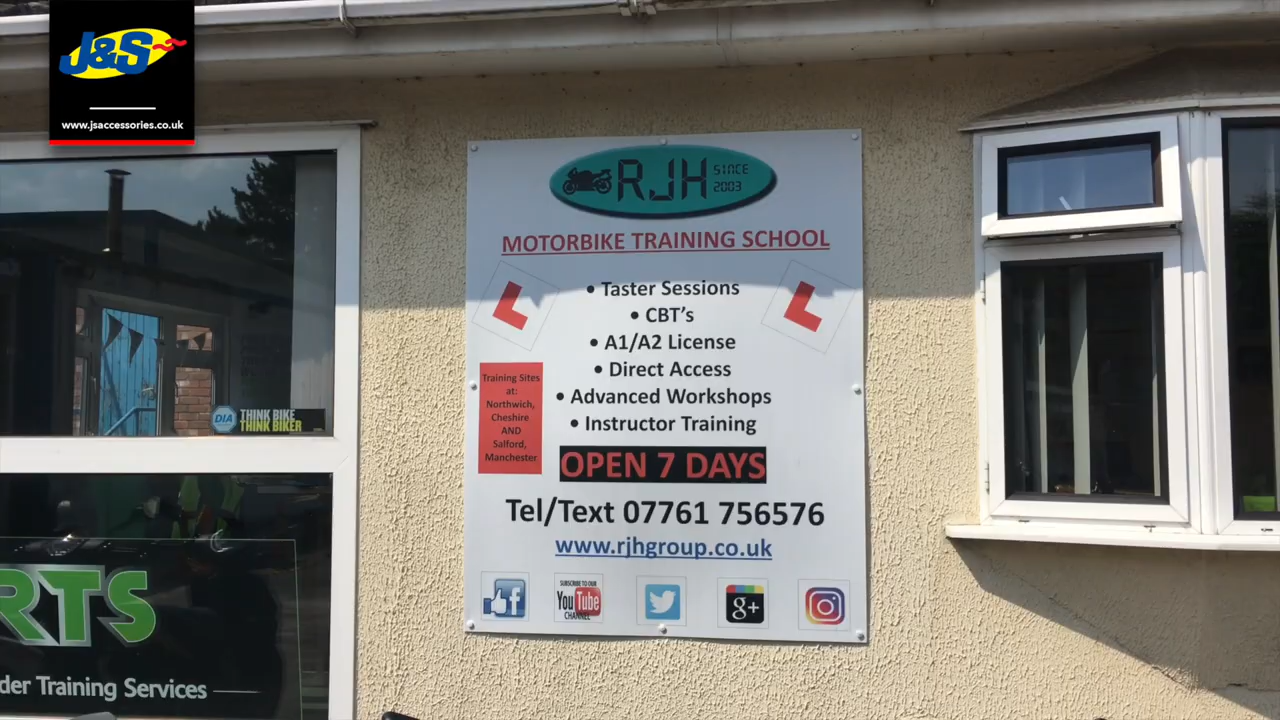 J&S
www.jsaccessories.co.uk
RJH
SINCE
2003
MOTORBIKE TRAINING SCHOOL
L
L
• Taster Sessions
• CBT's
• A1/A2 License
• Direct Access
• Advanced Workshops
• Instructor Training
Training Sites
at:
Northwich,
Cheshire
AND
Salford,
Manchester
OPEN 7 DAYS
Tel/Text 07761 756576
www.rjhgroup.co.uk
f
SUBSCRIBE TO OUR
YouTube
CHANNEL
g+
DIA
THINK BIKE
THINK BIKER
RTS
der Training Services